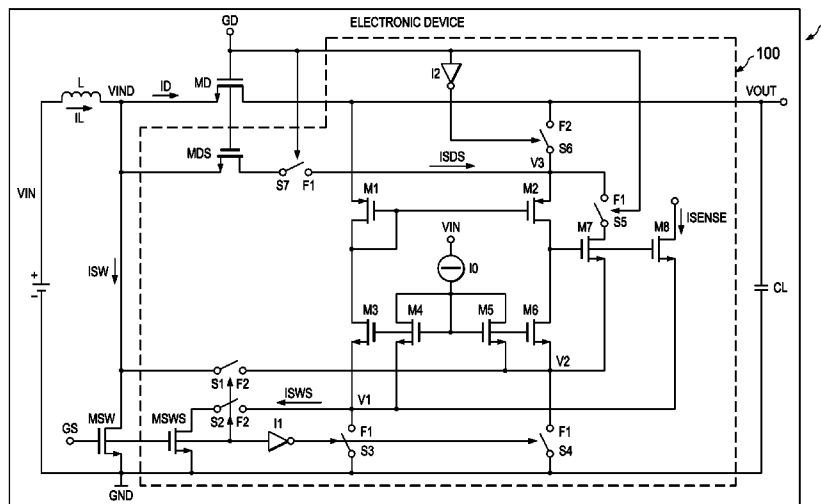 ELECTRONIC DEVICE
GD
100
MD
I2
L
VIND
ID
VOUT
IL
F2
S6
MDS
ISDS
V3
S7 F1
VIN
M1
M2
F1
S5
M7
M8
ISENSE
VIN
I0
ISW
CL
M3
M4
M5
M6
+
-
S1 F2
V2
ISWS
V1
S2 F2
MSW
MSWS
GS
I1
F1
S3
F1
S4
GND